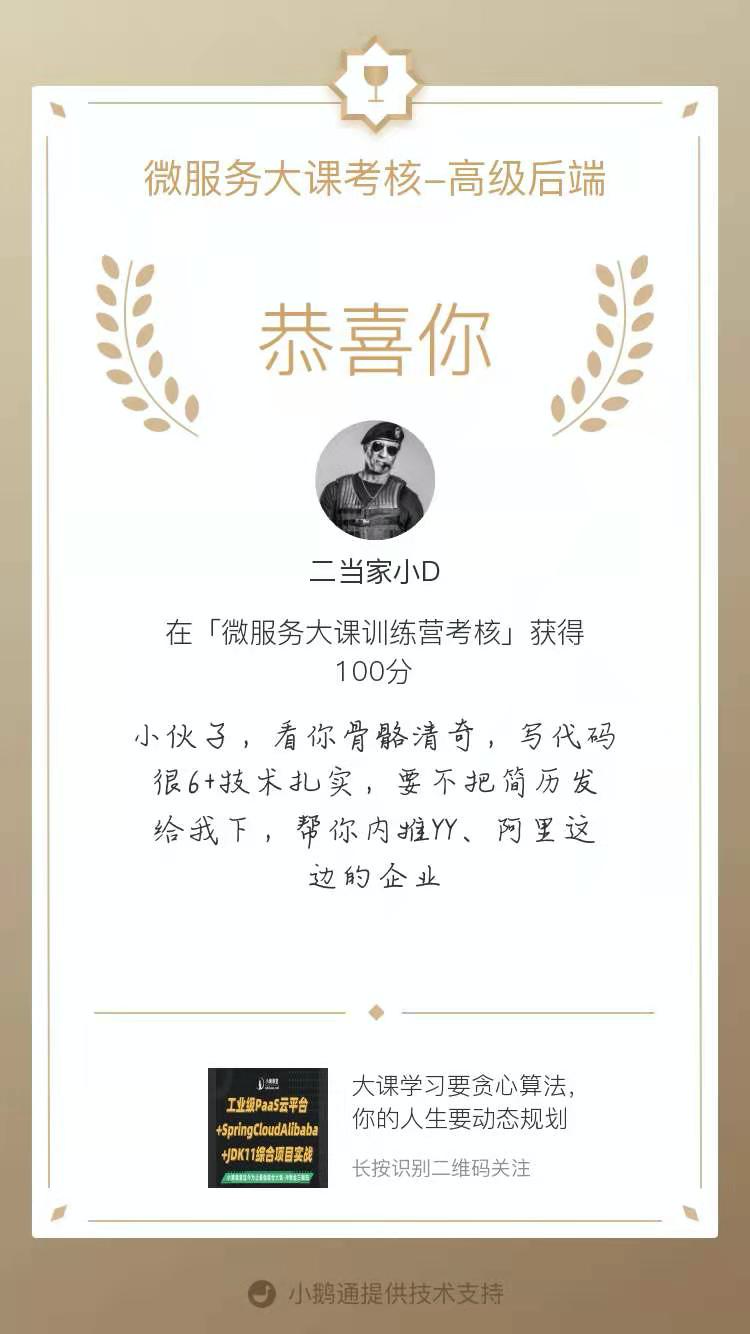 微服务大课考核-高级后端
恭喜你
二当家小D
在「微服务大课训练营考核」获得
100分
小伙子，看你骨骼清奇，写代码
很6+技术扎实，要不把简历发
给我下，帮你内推YY、阿里这
边的企业
小滴课堂
工业级PaaS云平台
+SpringCloudAlibaba
+JDK11综合项目实战
大课学习要贪心算法，
你的人生要动态规划
长按识别二维码关注
小鹅通提供技术支持